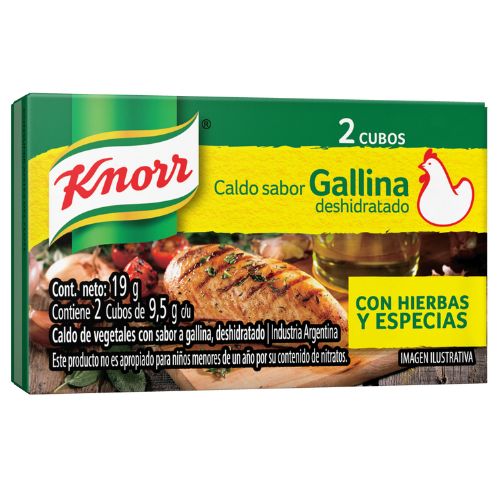 Knorr®
2 CUBOS
Caldo sabor Gallina
deshidratado
CON HIERBAS
Y ESPECIAS
Cont. neto: 19 g
Contiene 2 Cubos de 9,5 g c/u
Caldo de vegetales con sabor a gallina, deshidratado | Industria Argentina
Este producto no es apropiado para niños menores de un año por su contenido de nitratos.
IMAGEN ILUSTRATIVA